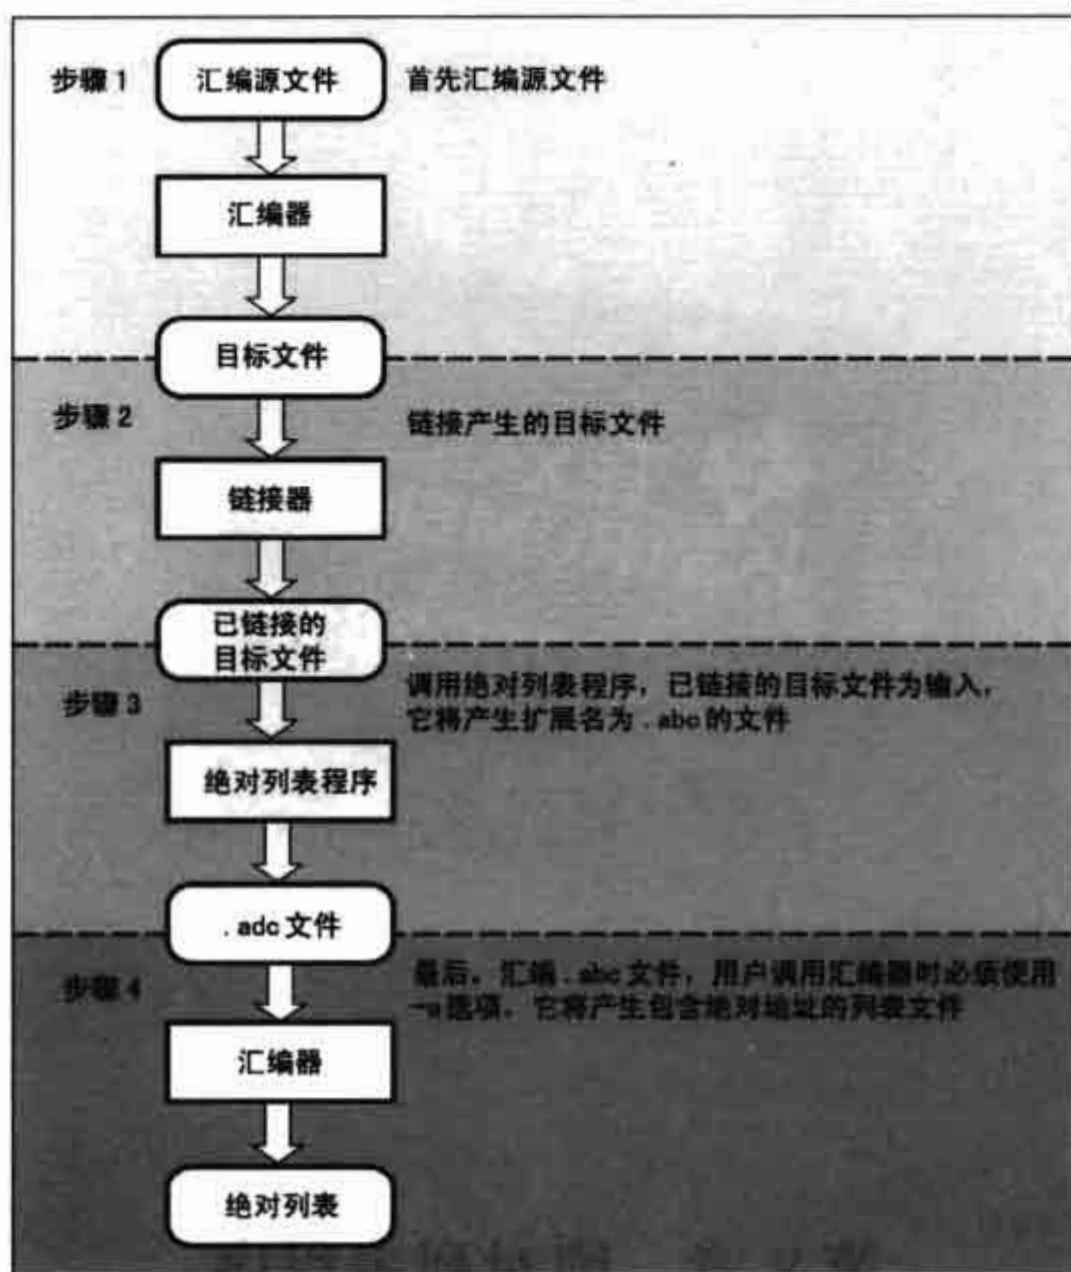 步骤 1
汇编源文件
首先汇编源文件
汇编器
目标文件
步骤 2
链接产生的目标文件
链接器
已链接的
目标文件
步骤 3
调用绝对列表程序，已链接的目标文件为输入，
它将产生扩展名为 .abc 的文件
绝对列表程序
.adc 文件
步骤 4
最后。汇编 .abc 文件，用户调用汇编器时必须使用
-a 选项。它将产生包含绝对地址的列表文件
汇编器
绝对列表